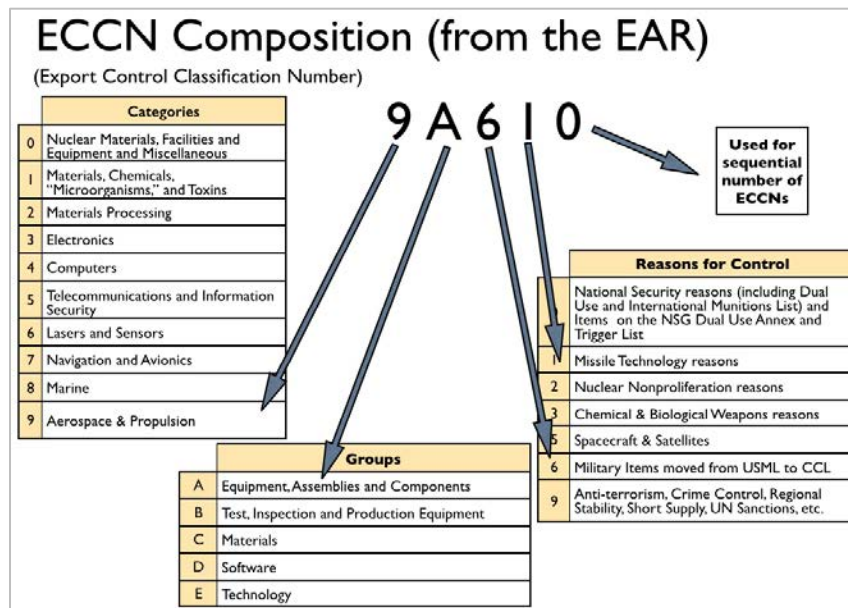 ECCN Composition (from the EAR)
(Export Control Classification Number)
Categories
0 Nuclear Materials, Facilities and
Equipment and Miscellaneous
1 Materials, Chemicals,
"Microorganisms," and Toxins
2 Materials Processing
3 Electronics
4 Computers
5 Telecommunications and Information
Security
6 Lasers and Sensors
7 Navigation and Avionics
8 Marine
9 Aerospace & Propulsion
9 A 6 1 0
Used for
sequential
number of
ECCNs
Reasons for Control
National Security reasons (including Dual
Use and International Munitions List) and
Items on the NSG Dual Use Annex and
Trigger List
1 Missile Technology reasons
2 Nuclear Nonproliferation reasons
3 Chemical & Biological Weapons reasons
5 Spacecraft & Satellites
6 Military Items moved from USML to CCL
9 Anti-terrorism, Crime Control, Regional
Stability, Short Supply, UN Sanctions, etc.
Groups
A Equipment, Assemblies and Components
B Test, Inspection and Production Equipment
C Materials
D Software
E Technology